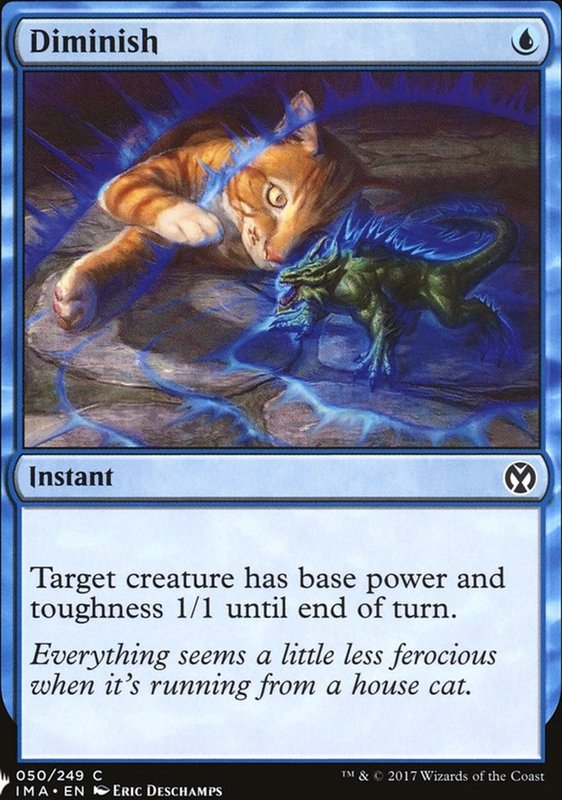 Diminish
Instant
Target creature has base power and
toughness 1/1 until end of turn.
Everything seems a little less ferocious
when it's running from a house cat.
050/249 C
IMA • EN Eric Deschamps
™ & © 2017 Wizards of the Coast